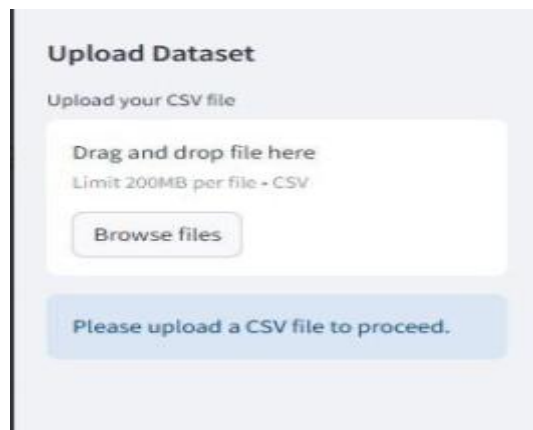 Upload Dataset
Upload your CSV file
Drag and drop file here
Limit 200MB per file • CSV
Browse files
Please upload a CSV file to proceed.